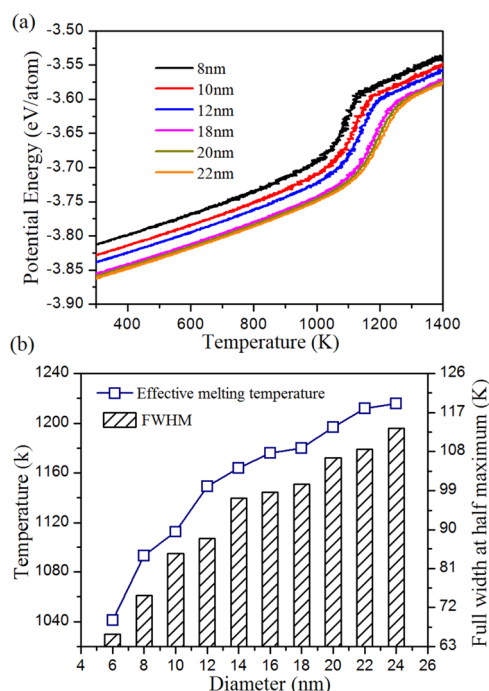 (a)
-3.50
-3.55
-3.60
-3.65
-3.70
-3.75
-3.80
-3.85
-3.90
Potential Energy (eV/atom)
8nm
10nm
12nm
18nm
20nm
22nm
400 600 800 1000 1200 1400
Temperature (K)
(b)
1240
1200
1160
1120
1080
1040
Temperature (k)
Effective melting temperature
FWHM
126
117
108
99
90
81
72
63
Full width at half maximum (K)
4 6 8 10 12 14 16 18 20 22 24 26
Diameter (nm)